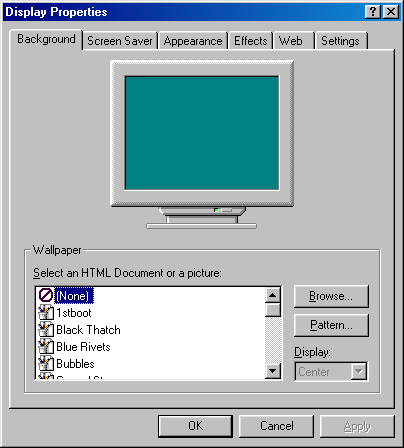 Display Properties
Background Screen Saver Appearance Effects Web Settings
Wallpaper
Select an HTML Document or a picture:
(None)
1stboot
Black Thatch
Blue Rivets
Bubbles
Browse...
Pattern...
Display:
Center
OK Cancel Apply